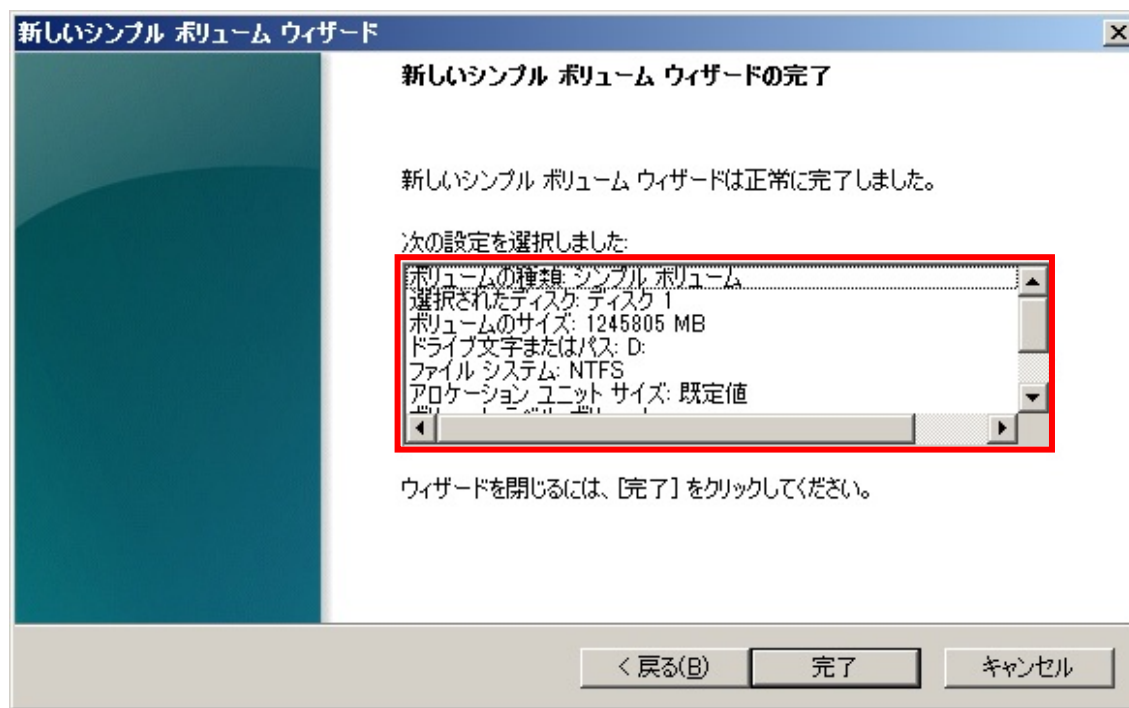 新しいシンプル ボリューム ウィザード
新しいシンプル ボリューム ウィザードの完了
新しいシンプル ボリューム ウィザードは正常に完了しました。
次の設定を選択しました:
ボリュームの種類: シンプル ボリューム
選択されたディスク: ディスク 1
ボリュームのサイズ: 1245805 MB
ドライブ文字またはパス: D:
ファイル システム: NTFS
アロケーション ユニット サイズ: 既定値
ウィザードを閉じるには、[完了] をクリックしてください。
< 戻る(B)
完了
キャンセル